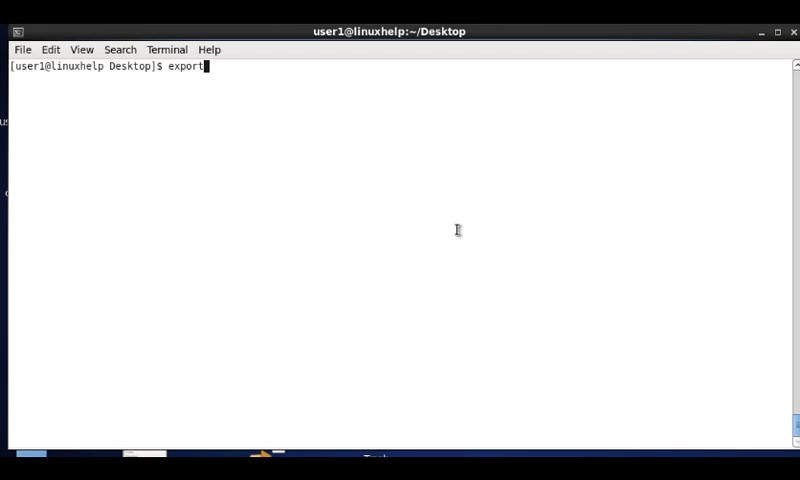 user1@linuxhelp:~/Desktop
File Edit View Search Terminal Help
[user1@linuxhelp Desktop]$ export